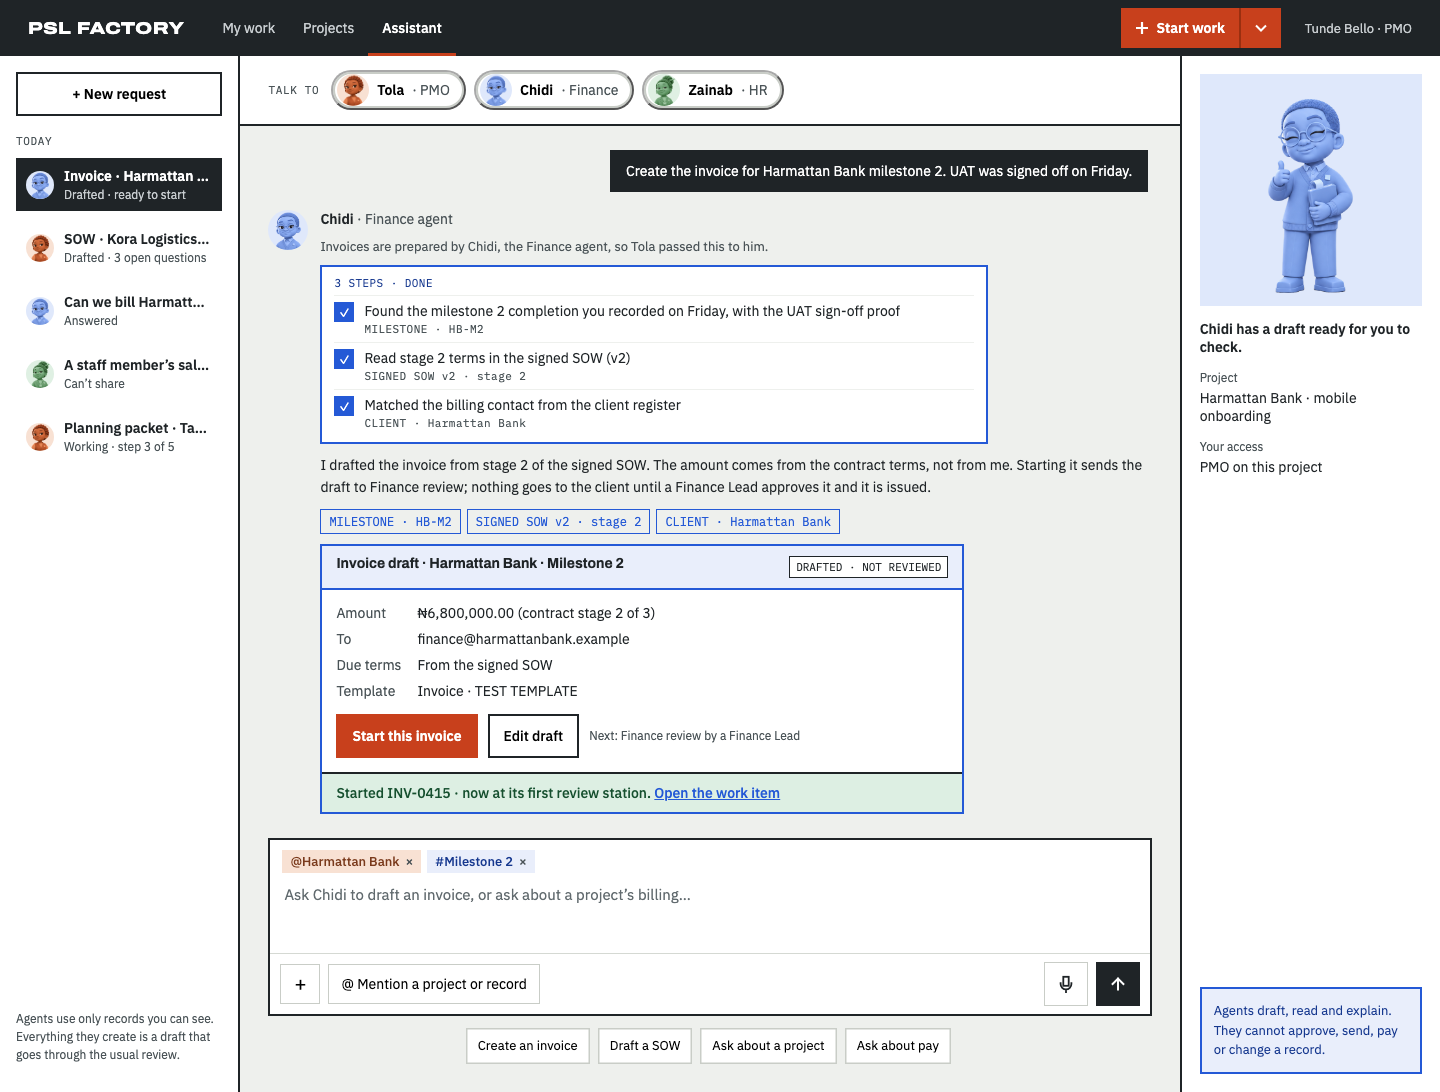 PSL FACTORY
My work
Projects
Assistant
+ Start work
Tunde Bello · PMO
+ New request
TODAY
Invoice · Harmattan ...
Drafted · ready to start
SOW · Kora Logistics...
Drafted · 3 open questions
Can we bill Harmatt...
Answered
A staff member’s sal...
Can’t share
Planning packet · Ta...
Working · step 3 of 5
Agents use only records you can see.
Everything they create is a draft that
goes through the usual review.
TALK TO
Tola · PMO
Chidi · Finance
Zainab · HR
Create the invoice for Harmattan Bank milestone 2. UAT was signed off on Friday.
Chidi · Finance agent
Invoices are prepared by Chidi, the Finance agent, so Tola passed this to him.
3 STEPS · DONE
Found the milestone 2 completion you recorded on Friday, with the UAT sign-off proof
MILESTONE · HB-M2
Read stage 2 terms in the signed SOW (v2)
SIGNED SOW v2 · stage 2
Matched the billing contact from the client register
CLIENT · Harmattan Bank
I drafted the invoice from stage 2 of the signed SOW. The amount comes from the contract terms, not from me. Starting it sends the
draft to Finance review; nothing goes to the client until a Finance Lead approves it and it is issued.
MILESTONE · HB-M2
SIGNED SOW v2 · stage 2
CLIENT · Harmattan Bank
Invoice draft · Harmattan Bank · Milestone 2
DRAFTED · NOT REVIEWED
Amount ₦6,800,000.00 (contract stage 2 of 3)
To finance@harmattanbank.example
Due terms From the signed SOW
Template Invoice · TEST TEMPLATE
Start this invoice
Edit draft
Next: Finance review by a Finance Lead
Started INV-0415 · now at its first review station. Open the work item
@Harmattan Bank ×
#Milestone 2 ×
Ask Chidi to draft an invoice, or ask about a project’s billing...
+
@ Mention a project or record
Create an invoice
Draft a SOW
Ask about a project
Ask about pay
Chidi has a draft ready for you to
check.
Project
Harmattan Bank · mobile
onboarding
Your access
PMO on this project
Agents draft, read and explain.
They cannot approve, send, pay
or change a record.